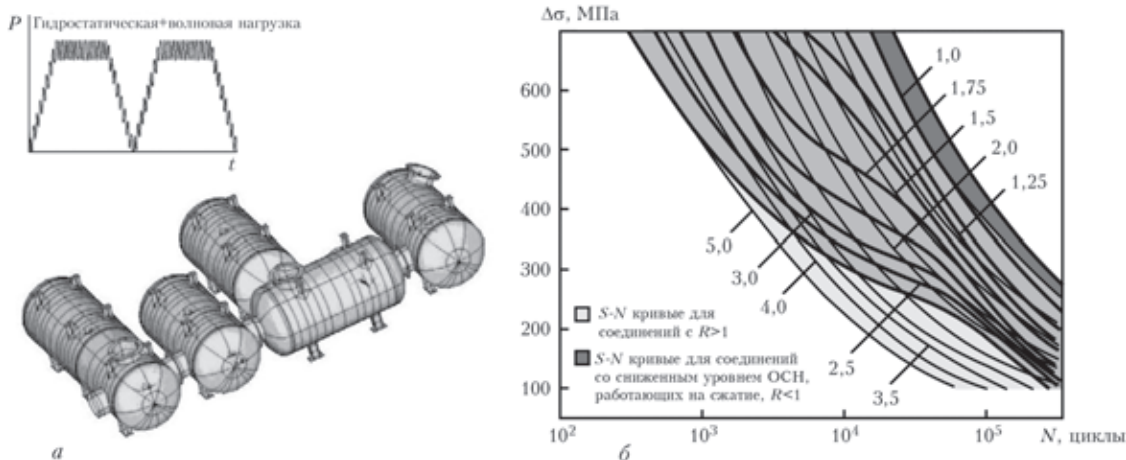 P
Гидростатическая+волновая нагрузка
t
а
Δσ, МПа
600
500
400
300
200
100
1,0
1,75
1,5
2,0
1,25
5,0
3,0
4,0
2,5
3,5
S-N кривые для
соединений с R>1
S-N кривые для соединений
со сниженным уровнем ОСН,
работающих на сжатие, R<1
10²
10³
10⁴
10⁵
N, циклы
б